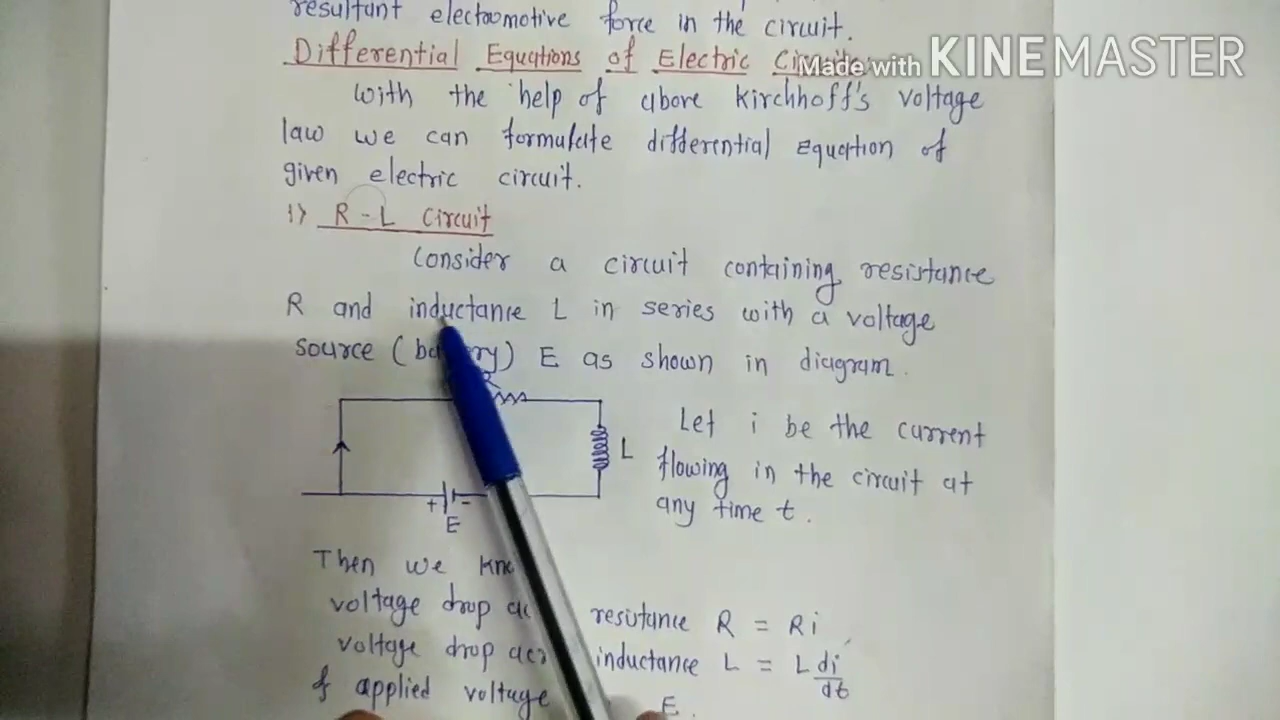 resultant electromotive force in the circuit.
Differential Equations of Electric
Made with KINEMASTER
with the help of above Kirchhoff's voltage
law we can formulate differential Equation of
given electric circuit.
1) R-L Circuit
Consider a circuit containing resistance
R and inductance L in series with a voltage
source ( E as shown in diagram.
R
L
+ -
E
Let i be the current
flowing in the circuit at
any time t.
Then we
voltage drop resistance R = Ri
voltage drop inductance L = L di/dt
& applied voltage E.